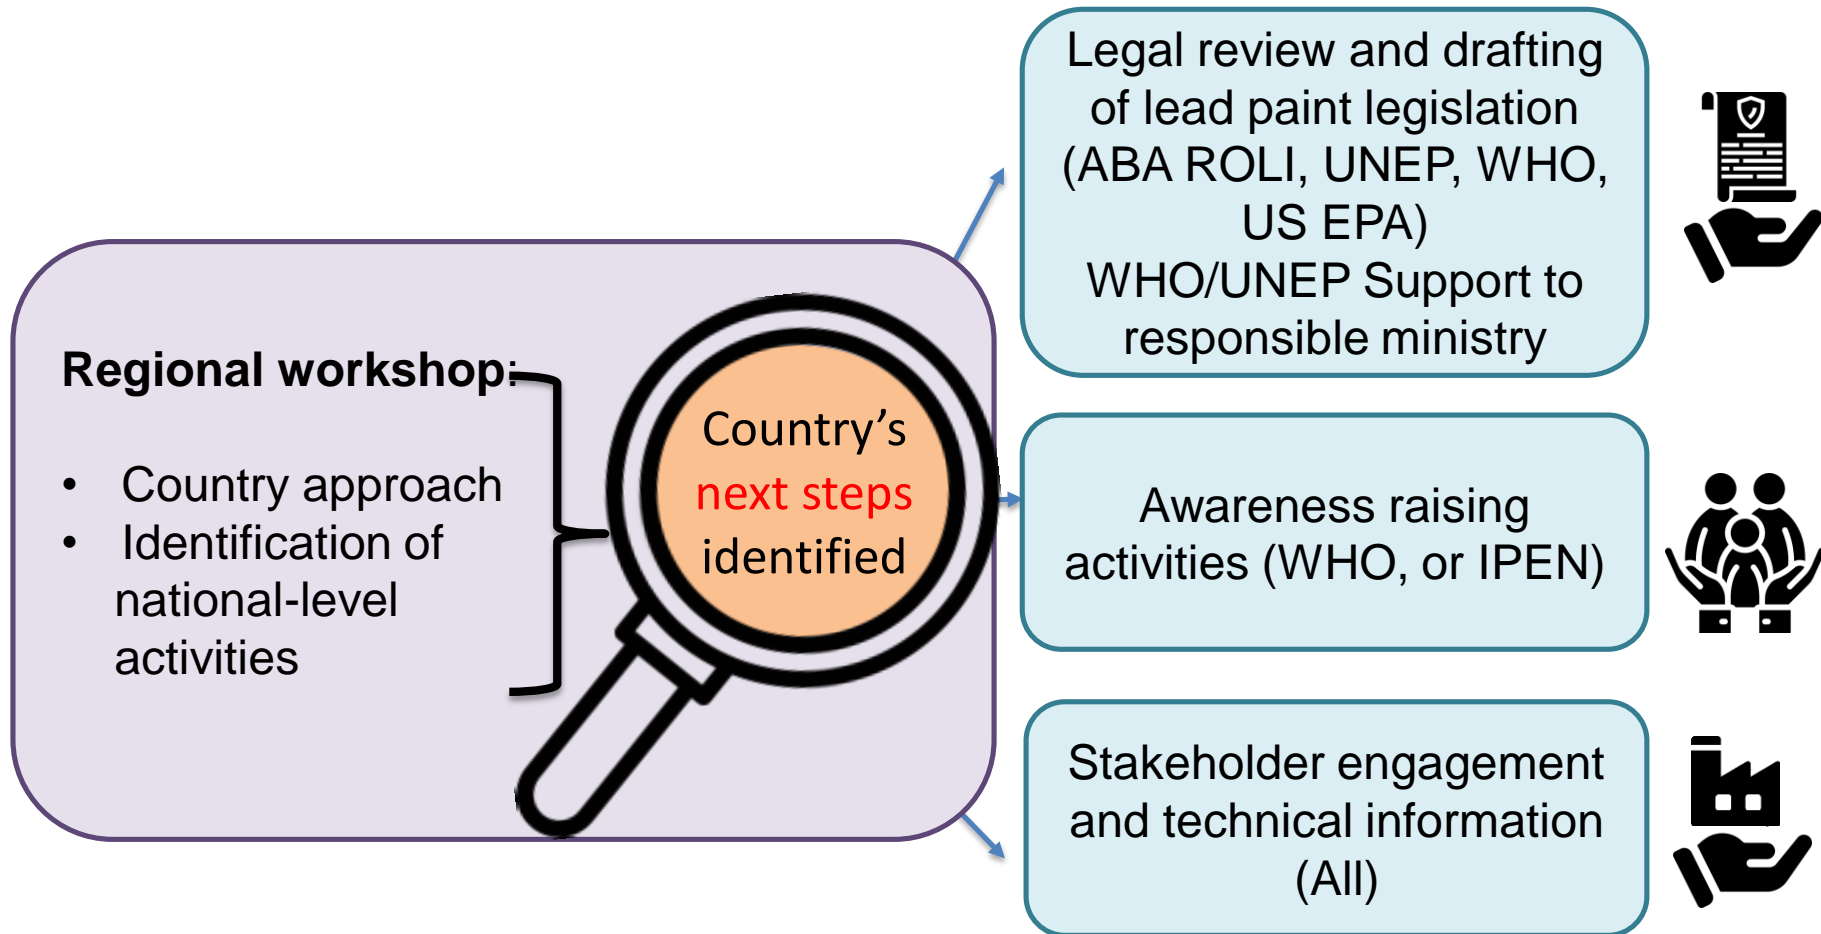 Regional workshop:
• Country approach
• Identification of
national-level
activities
Country’s
next steps
identified
Legal review and drafting
of lead paint legislation
(ABA ROLI, UNEP, WHO,
US EPA)
WHO/UNEP Support to
responsible ministry
Awareness raising
activities (WHO, or IPEN)
Stakeholder engagement
and technical information
(All)